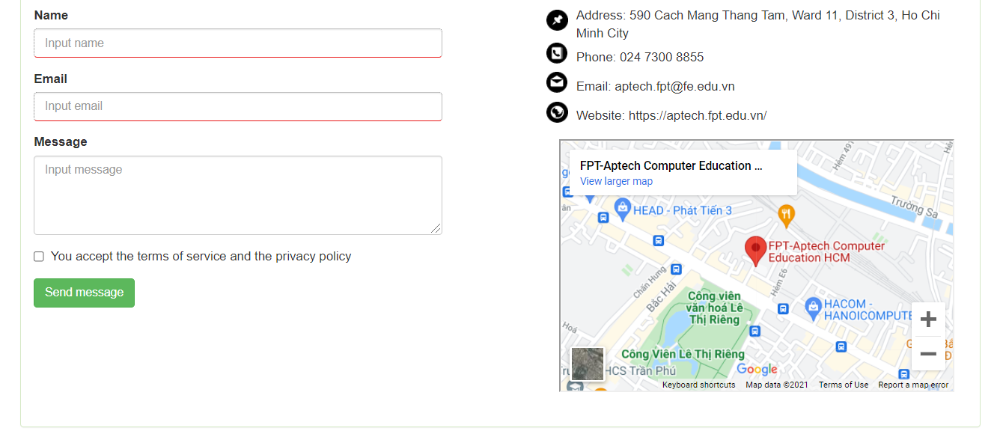 Name
Input name
Email
Input email
Message
Input message
You accept the terms of service and the privacy policy
Send message
Address: 590 Cach Mang Thang Tam, Ward 11, District 3, Ho Chi
Minh City
Phone: 024 7300 8855
Email: aptech.fpt@fe.edu.vn
Website: https://aptech.fpt.edu.vn/
FPT-Aptech Computer Education ...
View larger map
Hẻm 491
Trường Sa
HEAD - Phát Tiến 3
FPT-Aptech Computer
Education HCM
Hẻm E6
Chấn Hưng
Bắc Hải
Công viên
văn hoá Lê
Thị Riêng
HACOM -
HANOICOMPUTE
Hoá
Công Viên Lê Thị Riêng
HCS Trần Phú
Google
Keyboard shortcuts
Map data ©2021
Terms of Use
Report a map error